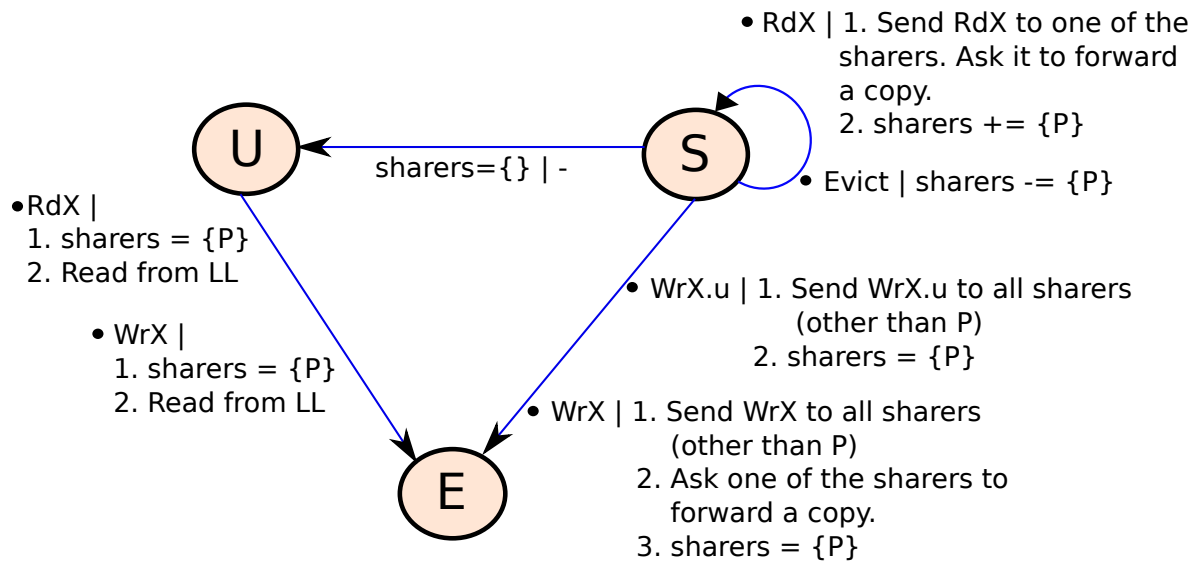 • RdX | 1. Send RdX to one of the
sharers. Ask it to forward
a copy.
2. sharers += {P}
U
S
sharers={} | -
• Evict | sharers -= {P}
•RdX |
1. sharers = {P}
2. Read from LL
• WrX.u | 1. Send WrX.u to all sharers
(other than P)
2. sharers = {P}
• WrX |
1. sharers = {P}
2. Read from LL
• WrX | 1. Send WrX to all sharers
(other than P)
2. Ask one of the sharers to
forward a copy.
3. sharers = {P}
E